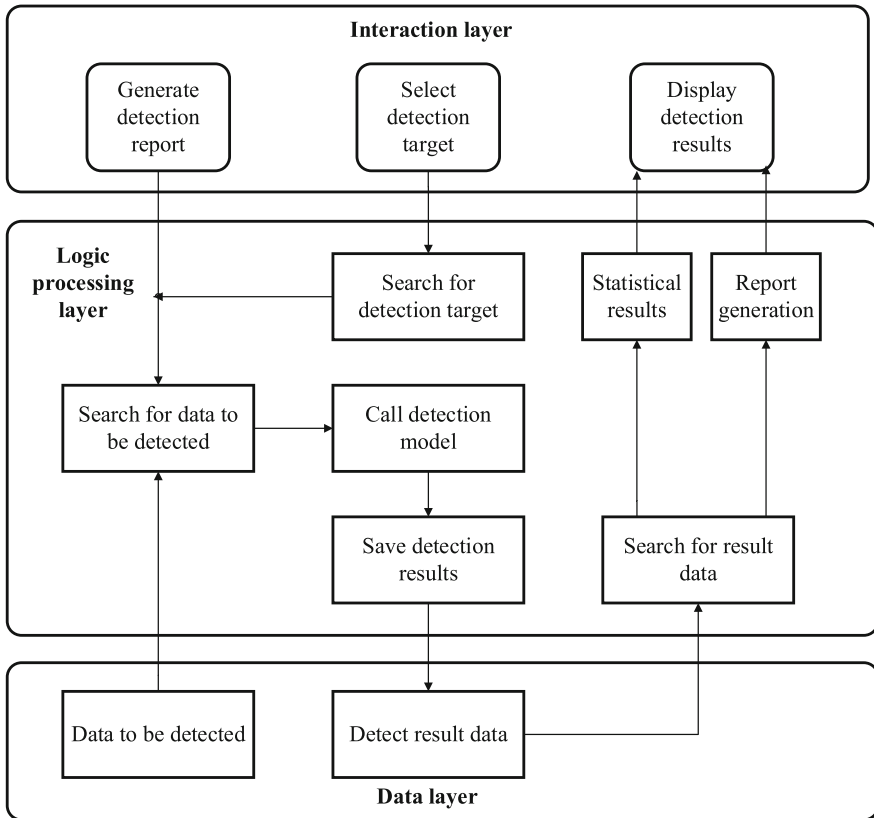 Interaction layer
Generate
detection
report
Select
detection
target
Display
detection
results
Logic
processing
layer
Search for
detection target
Statistical
results
Report
generation
Search for data to
be detected
Call detection
model
Save detection
results
Search for result
data
Data to be detected
Detect result data
Data layer